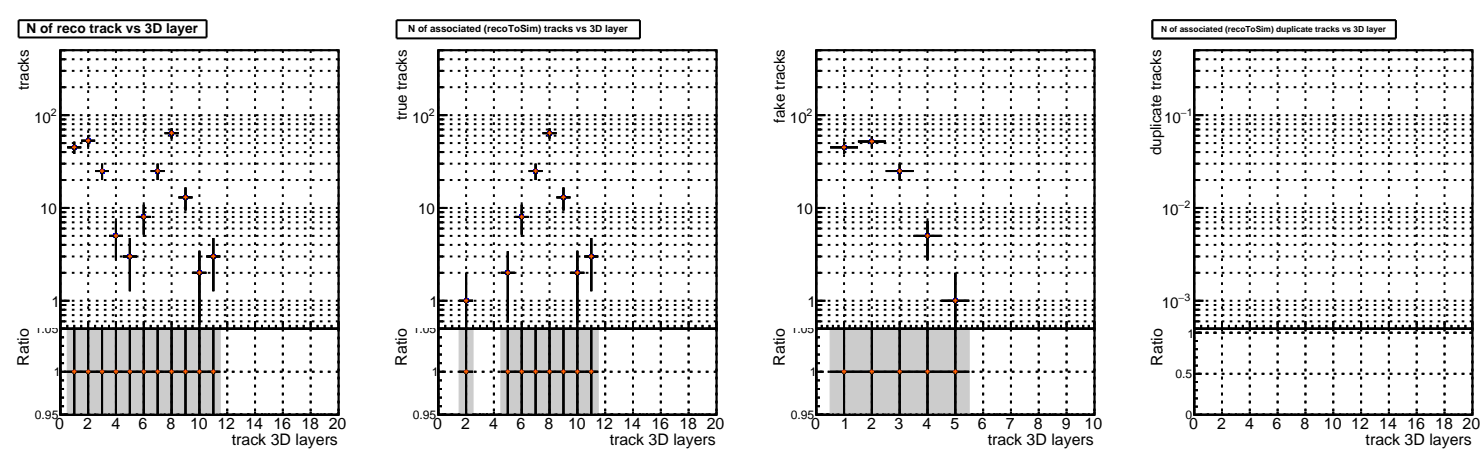 N of reco track vs 3D layer
tracks
10²
10
1
1.05
Ratio
1
0.95
0 2 4 6 8 10 12 14 16 18 20
track 3D layers
N of associated (recoToSim) tracks vs 3D layer
true tracks
10²
10
1
1.05
Ratio
1
0.95
0 2 4 6 8 10 12 14 16 18 20
track 3D layers
fake tracks
10²
10
1
1.05
Ratio
1
0.95
0 1 2 3 4 5 6 7 8 9 10
track 3D layers
N of associated (recoToSim) duplicate tracks vs 3D layer
duplicate tracks
10⁻¹
10⁻²
10⁻³
Ratio
1
0.5
0
0 2 4 6 8 10 12 14 16 18 20
track 3D layers